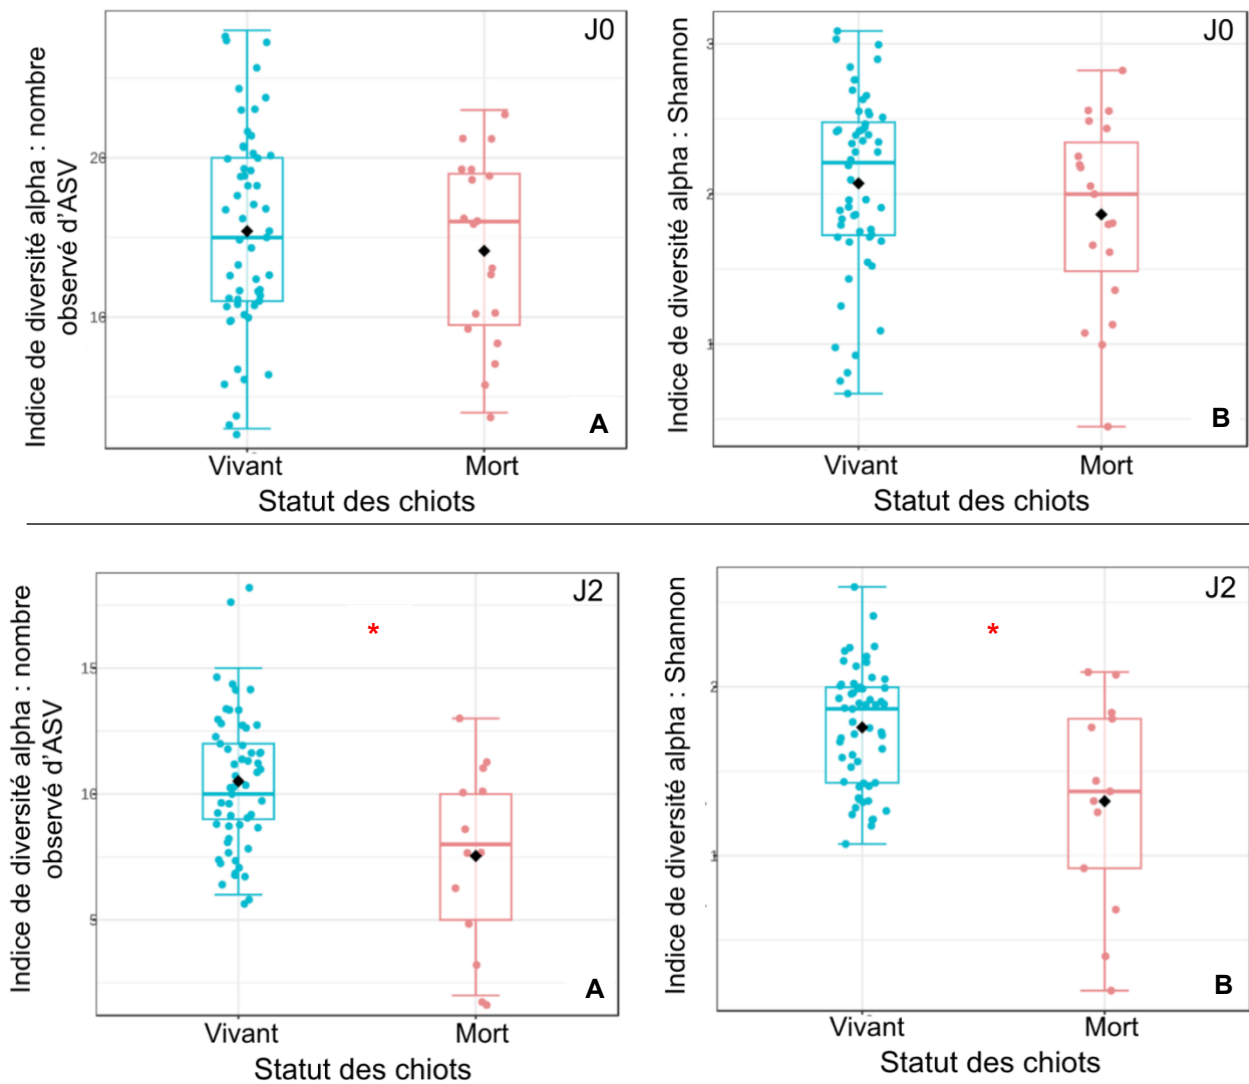 J0
Indice de diversité alpha : nombre
observé d'ASV
20
10
A
Vivant
Mort
Statut des chiots
J0
Indice de diversité alpha : Shannon
3
2
1
B
Vivant
Mort
Statut des chiots
J2
Indice de diversité alpha : nombre
observé d'ASV
*
15
10
5
A
Vivant
Mort
Statut des chiots
J2
Indice de diversité alpha : Shannon
*
2
1
B
Vivant
Mort
Statut des chiots